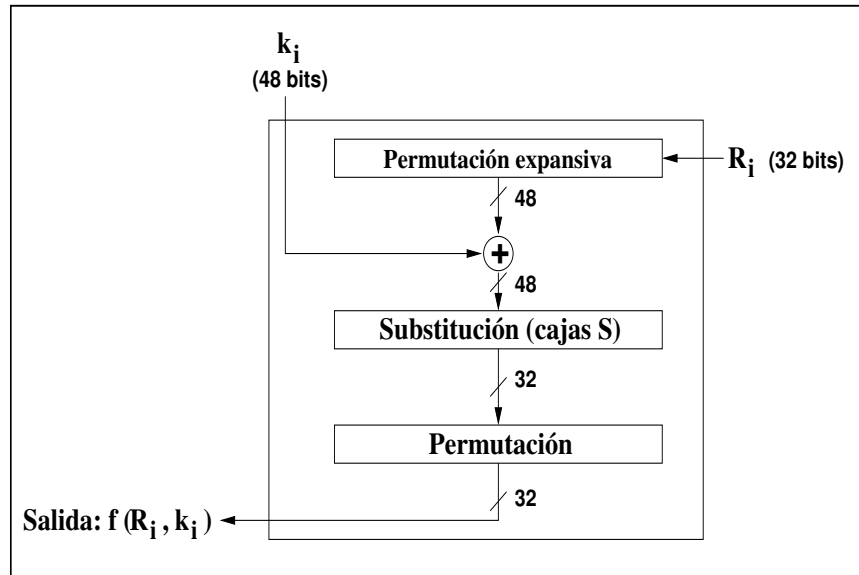 k i
(48 bits)
Permutación expansiva
R i (32 bits)
48
48
Substitución (cajas S)
32
Permutación
32
Salida: f (R i , k i )